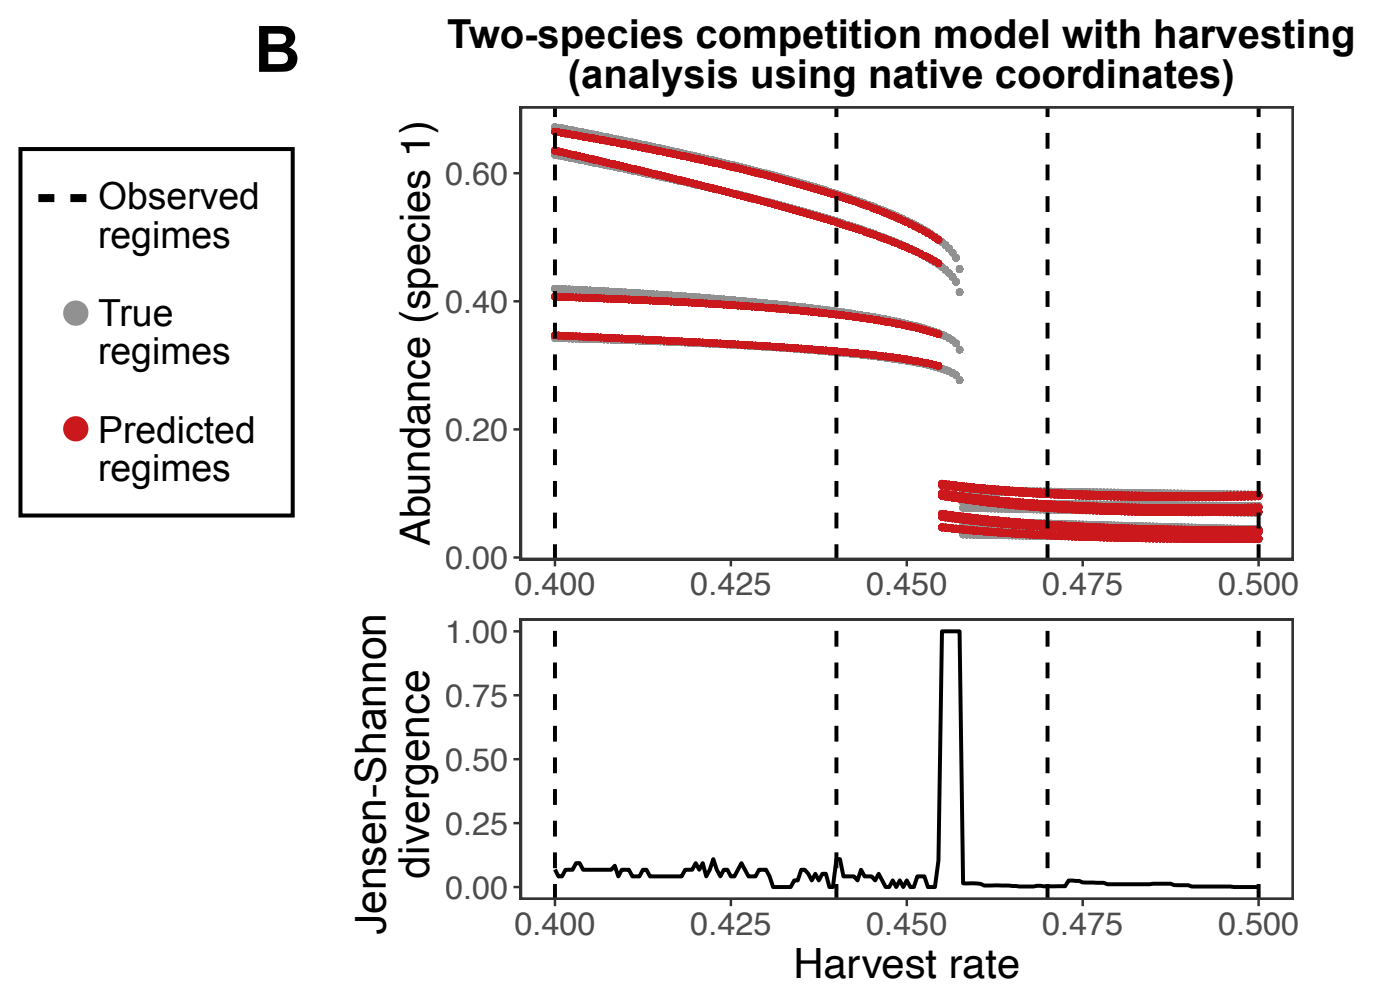 B
Two-species competition model with harvesting
(analysis using native coordinates)
Observed
regimes
True
regimes
Predicted
regimes
Abundance (species 1)
0.60
0.40
0.20
0.00
0.400 0.425 0.450 0.475 0.500
Jensen-Shannon
divergence
1.00
0.75
0.50
0.25
0.00
0.400 0.425 0.450 0.475 0.500
Harvest rate